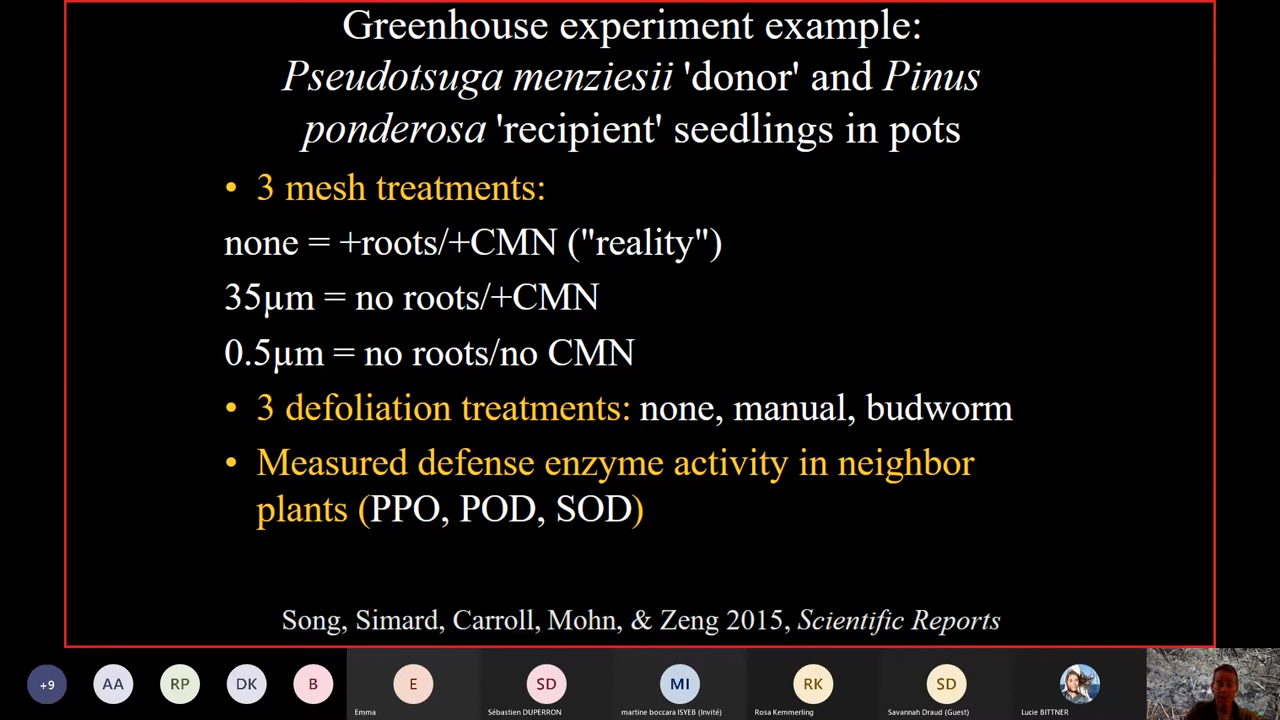 Greenhouse experiment example:
Pseudotsuga menziesii 'donor' and Pinus
ponderosa 'recipient' seedlings in pots
• 3 mesh treatments:
none = +roots/+CMN ("reality")
35µm = no roots/+CMN
0.5µm = no roots/no CMN
• 3 defoliation treatments: none, manual, budworm
• Measured defense enzyme activity in neighbor
plants (PPO, POD, SOD)
Song, Simard, Carroll, Mohn, & Zeng 2015, Scientific Reports
+9 AA RP DK B E SD MI RK SD
Emma Sébastien DUPERRON martine boccara ISYEB (Invité) Rosa Kemmerling Savannah Draud (Guest) Lucie BITTNER